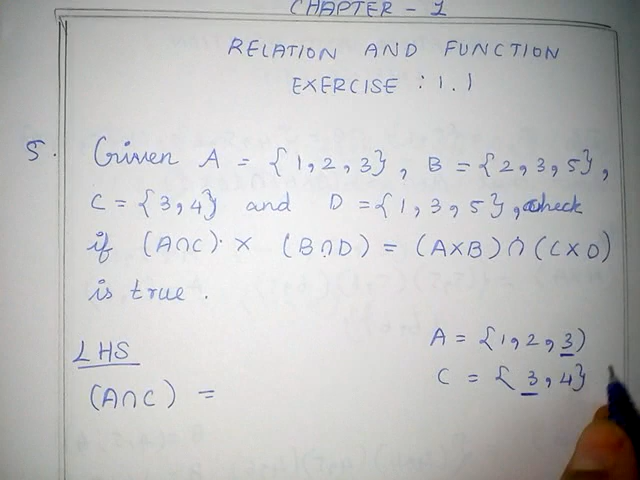 CHAPTER - 1
RELATION AND FUNCTION
EXERCISE : 1.1
5. Given A = {1,2,3}, B = {2,3,5},
C = {3,4} and D = {1,3,5}, check
if (A∩C) × (B∩D) = (A×B)∩(C×D)
is true.
LHS
A = {1,2,3)
C = {3,4}
(A∩C) =